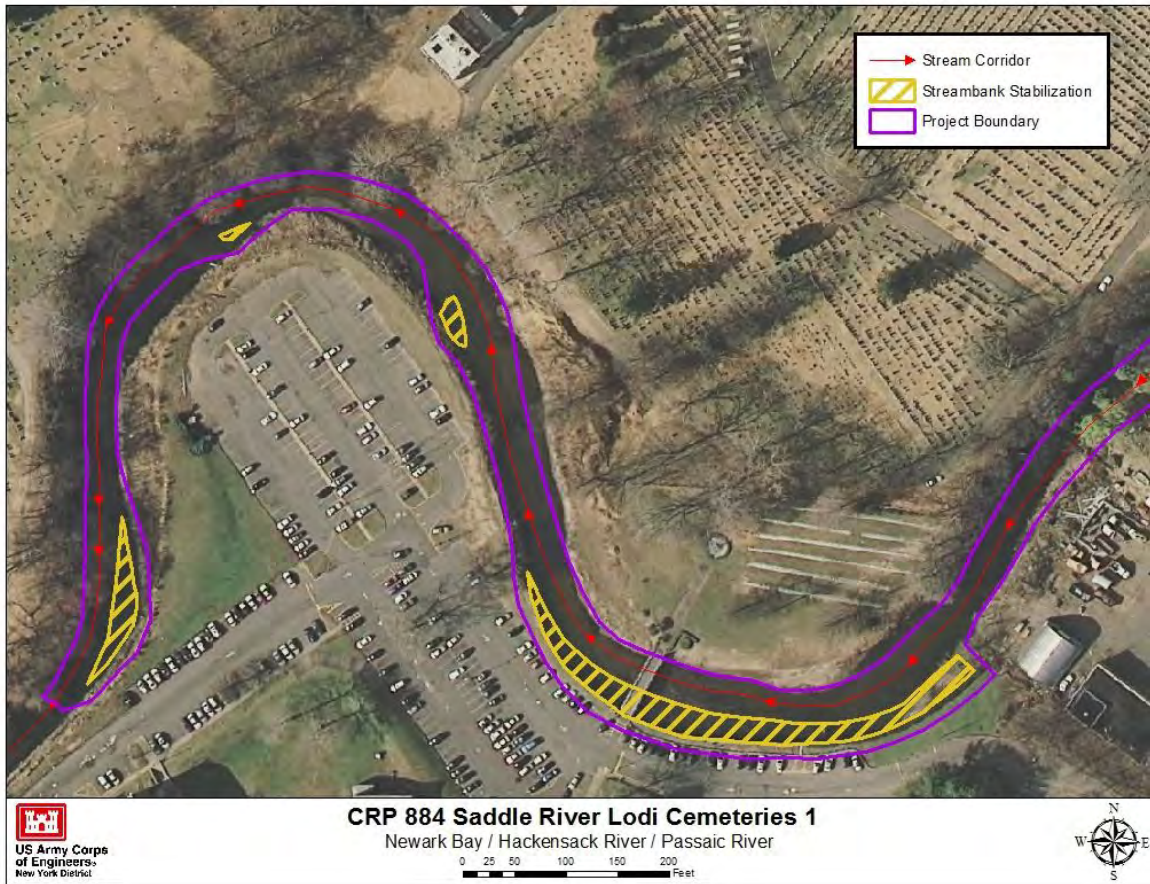 Stream Corridor
Streambank Stabilization
Project Boundary
US Army Corps
of Engineers®
New York District
CRP 884 Saddle River Lodi Cemeteries 1
Newark Bay / Hackensack River / Passaic River
0 25 50 100 150 200
Feet
N
W E
S